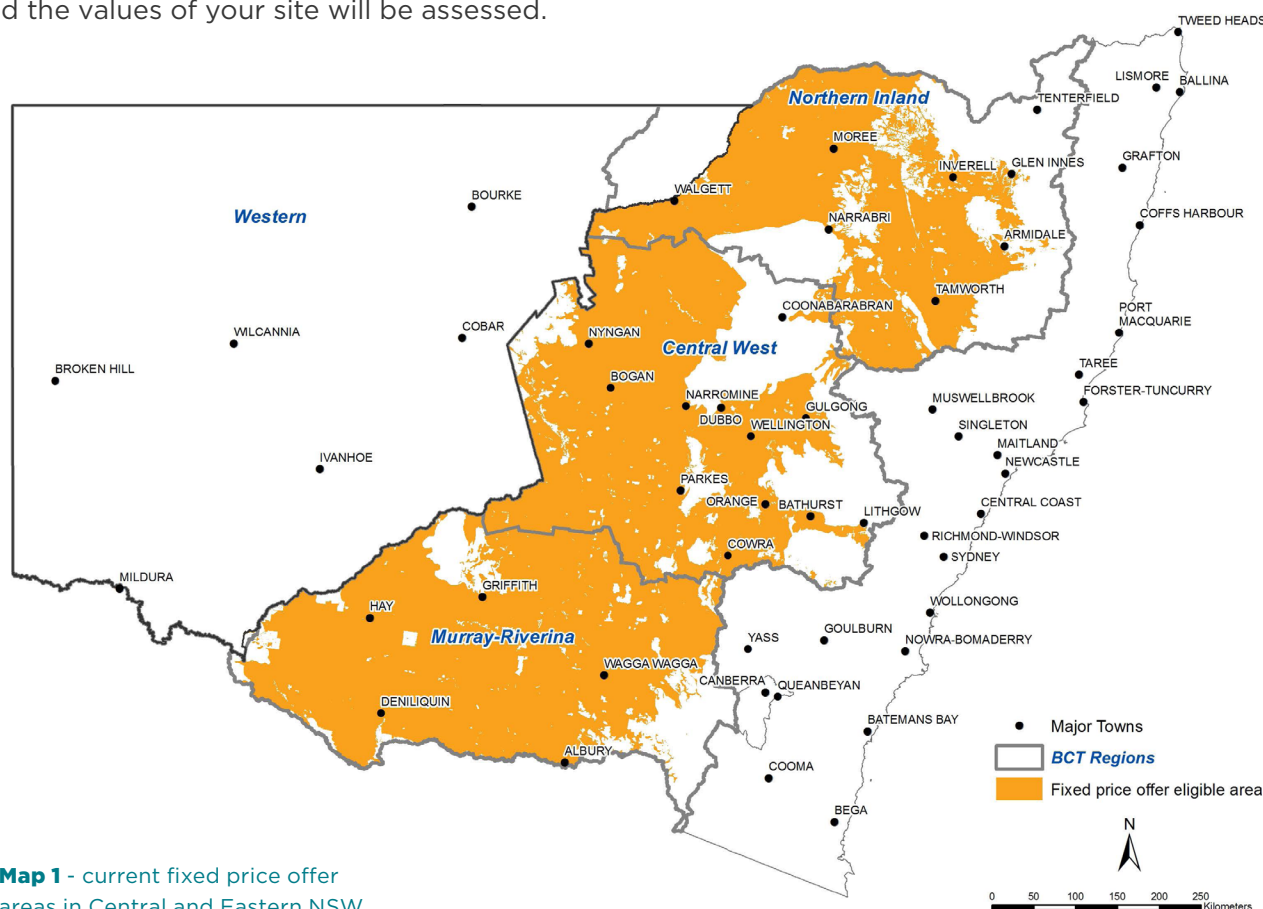 d the values of your site will be assessed.
TWEED HEADS
LISMORE
BALLINA
Northern Inland
TENTERFIELD
MOREE
GRAFTON
INVERELL
GLEN INNES
WALGETT
BOURKE
Western
COFFS HARBOUR
NARRABRI
ARMIDALE
TAMWORTH
COONABARABRAN
PORT
MACQUARIE
WILCANNIA
COBAR
NYNGAN
Central West
TAREE
BROKEN HILL
BOGAN
FORSTER-TUNCURRY
NARROMINE
MUSWELLBROOK
GULGONG
DUBBO
WELLINGTON
SINGLETON
MAITLAND
NEWCASTLE
IVANHOE
PARKES
ORANGE
BATHURST
CENTRAL COAST
LITHGOW
RICHMOND-WINDSOR
COWRA
SYDNEY
MILDURA
GRIFFITH
HAY
WOLLONGONG
Murray-Riverina
GOULBURN
YASS
NOWRA-BOMADERRY
WAGGA WAGGA
CANBERRA
QUEANBEYAN
DENILIQUIN
BATEMANS BAY
ALBURY
COOMA
BEGA
Major Towns
BCT Regions
Fixed price offer eligible area
N
0 50 100 150 200 250
Kilometers
Map 1 - current fixed price offer
areas in Central and Eastern NSW